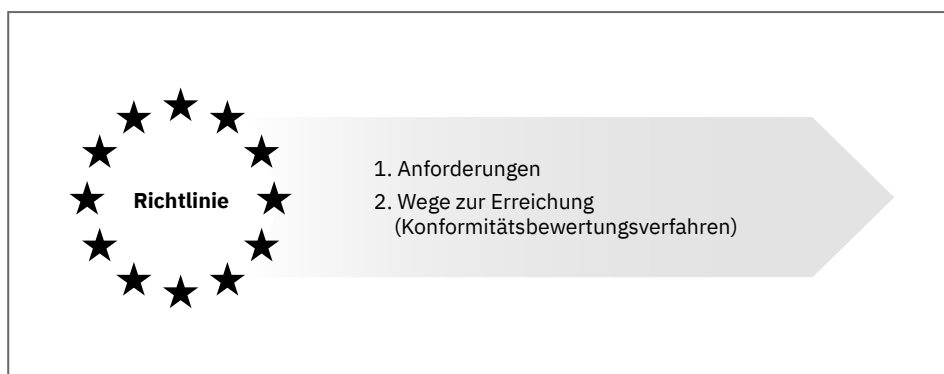 Richtlinie
1. Anforderungen
2. Wege zur Erreichung
(Konformitätsbewertungsverfahren)